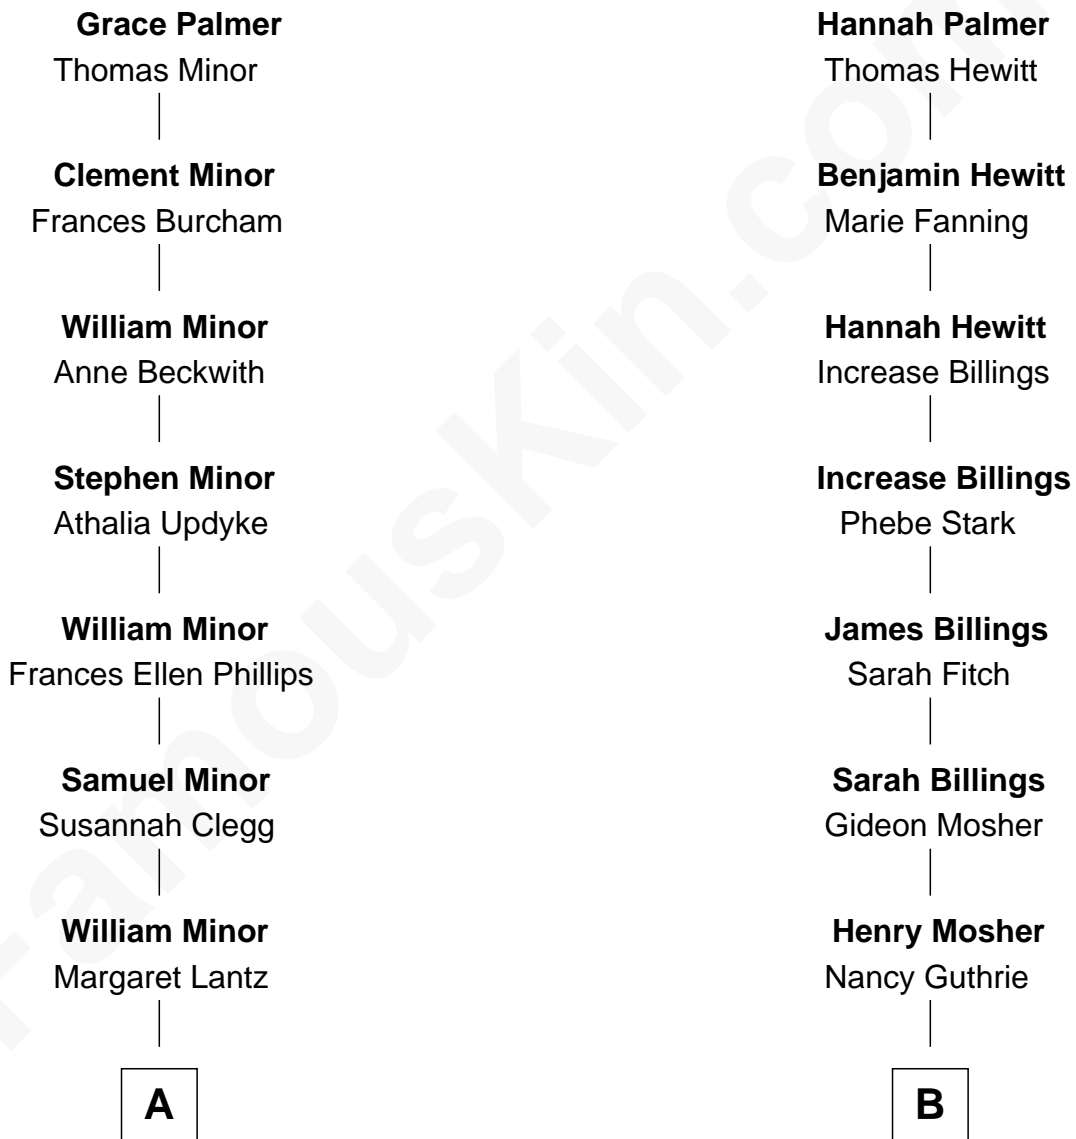 Grace Palmer
Thomas Minor
Clement Minor
Frances Burcham
William Minor
Anne Beckwith
Stephen Minor
Athalia Updyke
William Minor
Frances Ellen Phillips
Samuel Minor
Susannah Clegg
William Minor
Margaret Lantz
A
Hannah Palmer
Thomas Hewitt
Benjamin Hewitt
Marie Fanning
Hannah Hewitt
Increase Billings
Increase Billings
Phebe Stark
James Billings
Sarah Fitch
Sarah Billings
Gideon Mosher
Henry Mosher
Nancy Guthrie
B
FamousKin.com